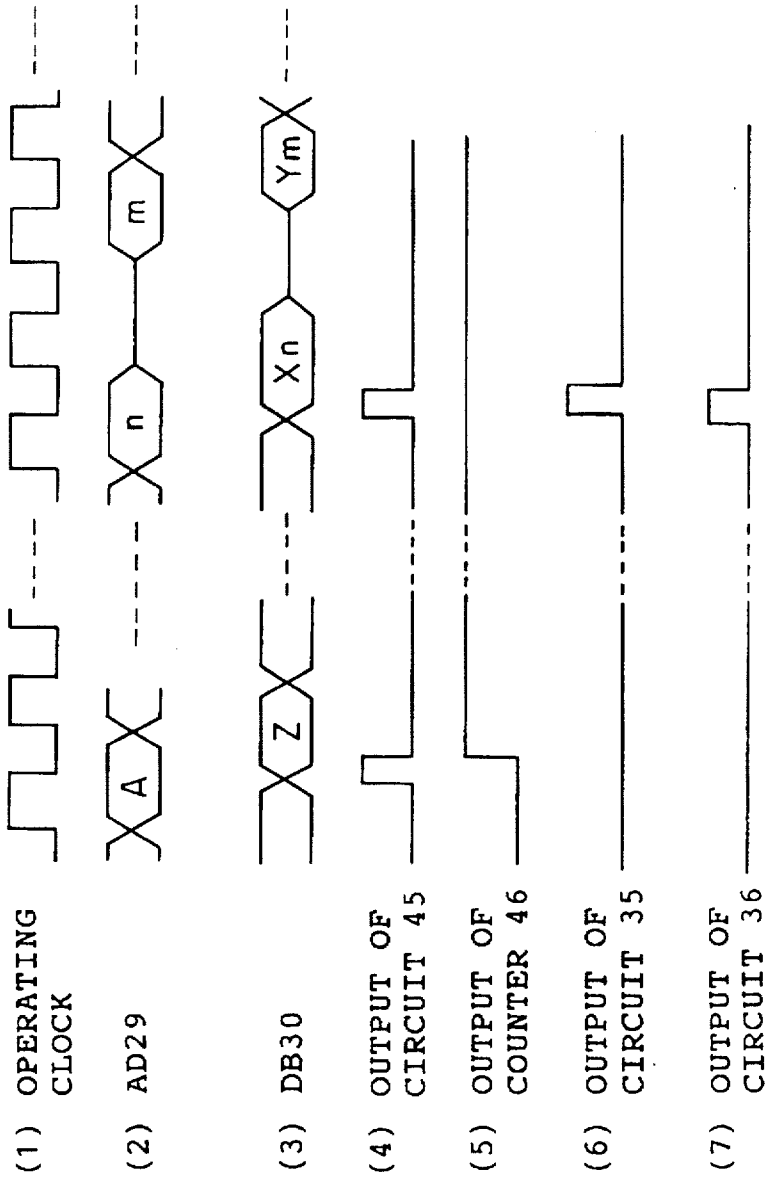 (1) OPERATING
CLOCK
(2) AD29
A
n
m
(3) DB30
Z
Xn
Ym
(4) OUTPUT OF
CIRCUIT 45
(5) OUTPUT OF
COUNTER 46
(6) OUTPUT OF
CIRCUIT 35
(7) OUTPUT OF
CIRCUIT 36